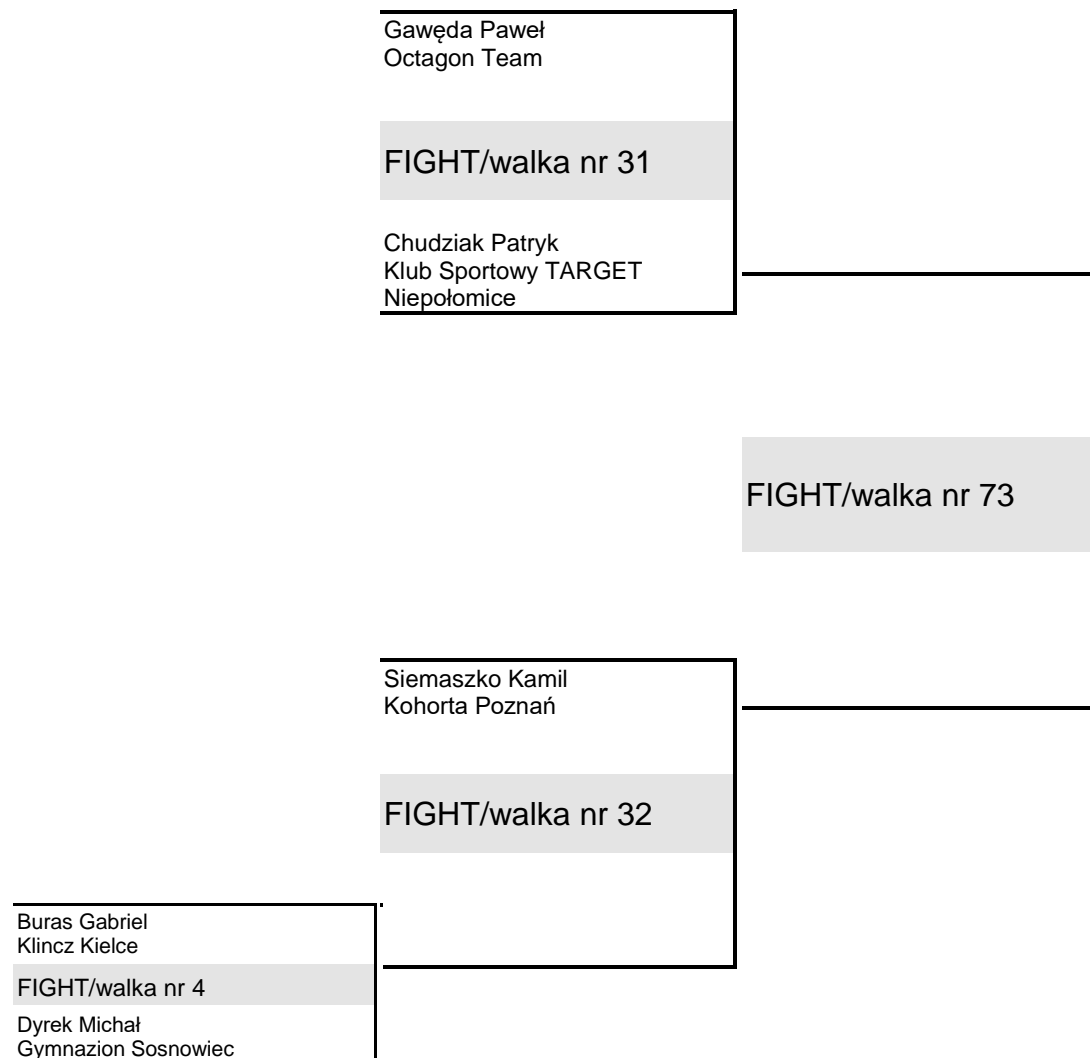 Gawęda Paweł
Octagon Team
FIGHT/walka nr 31
Chudziak Patryk
Klub Sportowy TARGET
Niepołomice
FIGHT/walka nr 73
Siemaszko Kamil
Kohorta Poznań
FIGHT/walka nr 32
Buras Gabriel
Klincz Kielce
FIGHT/walka nr 4
Dyrek Michał
Gymnazion Sosnowiec